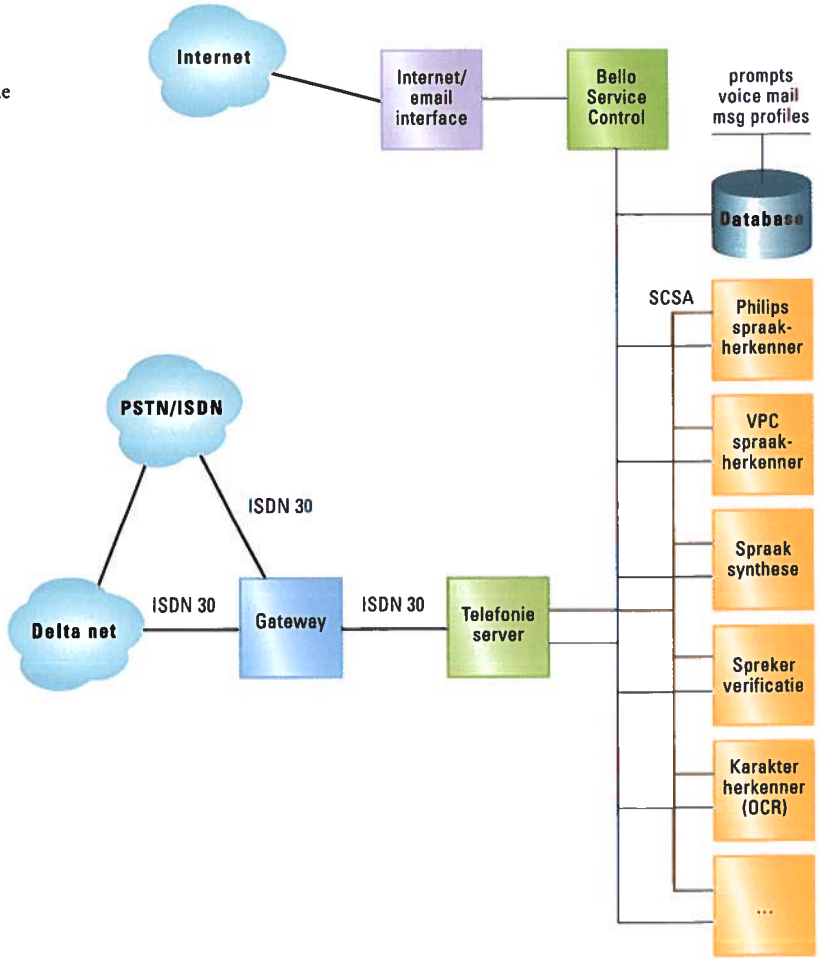 le
Internet
Internet/
email
interface
Bello
Service
Control
prompts
voice mail
msg profiles
Database
SCSA
Philips
spraak-
herkenner
VPC
spraak-
herkenner
Spraak
synthese
Spreker
verificatie
Karakter
herkenner
(OCR)
...
PSTN/ISDN
ISDN 30
Delta net
ISDN 30
Gateway
ISDN 30
Telefonie
server